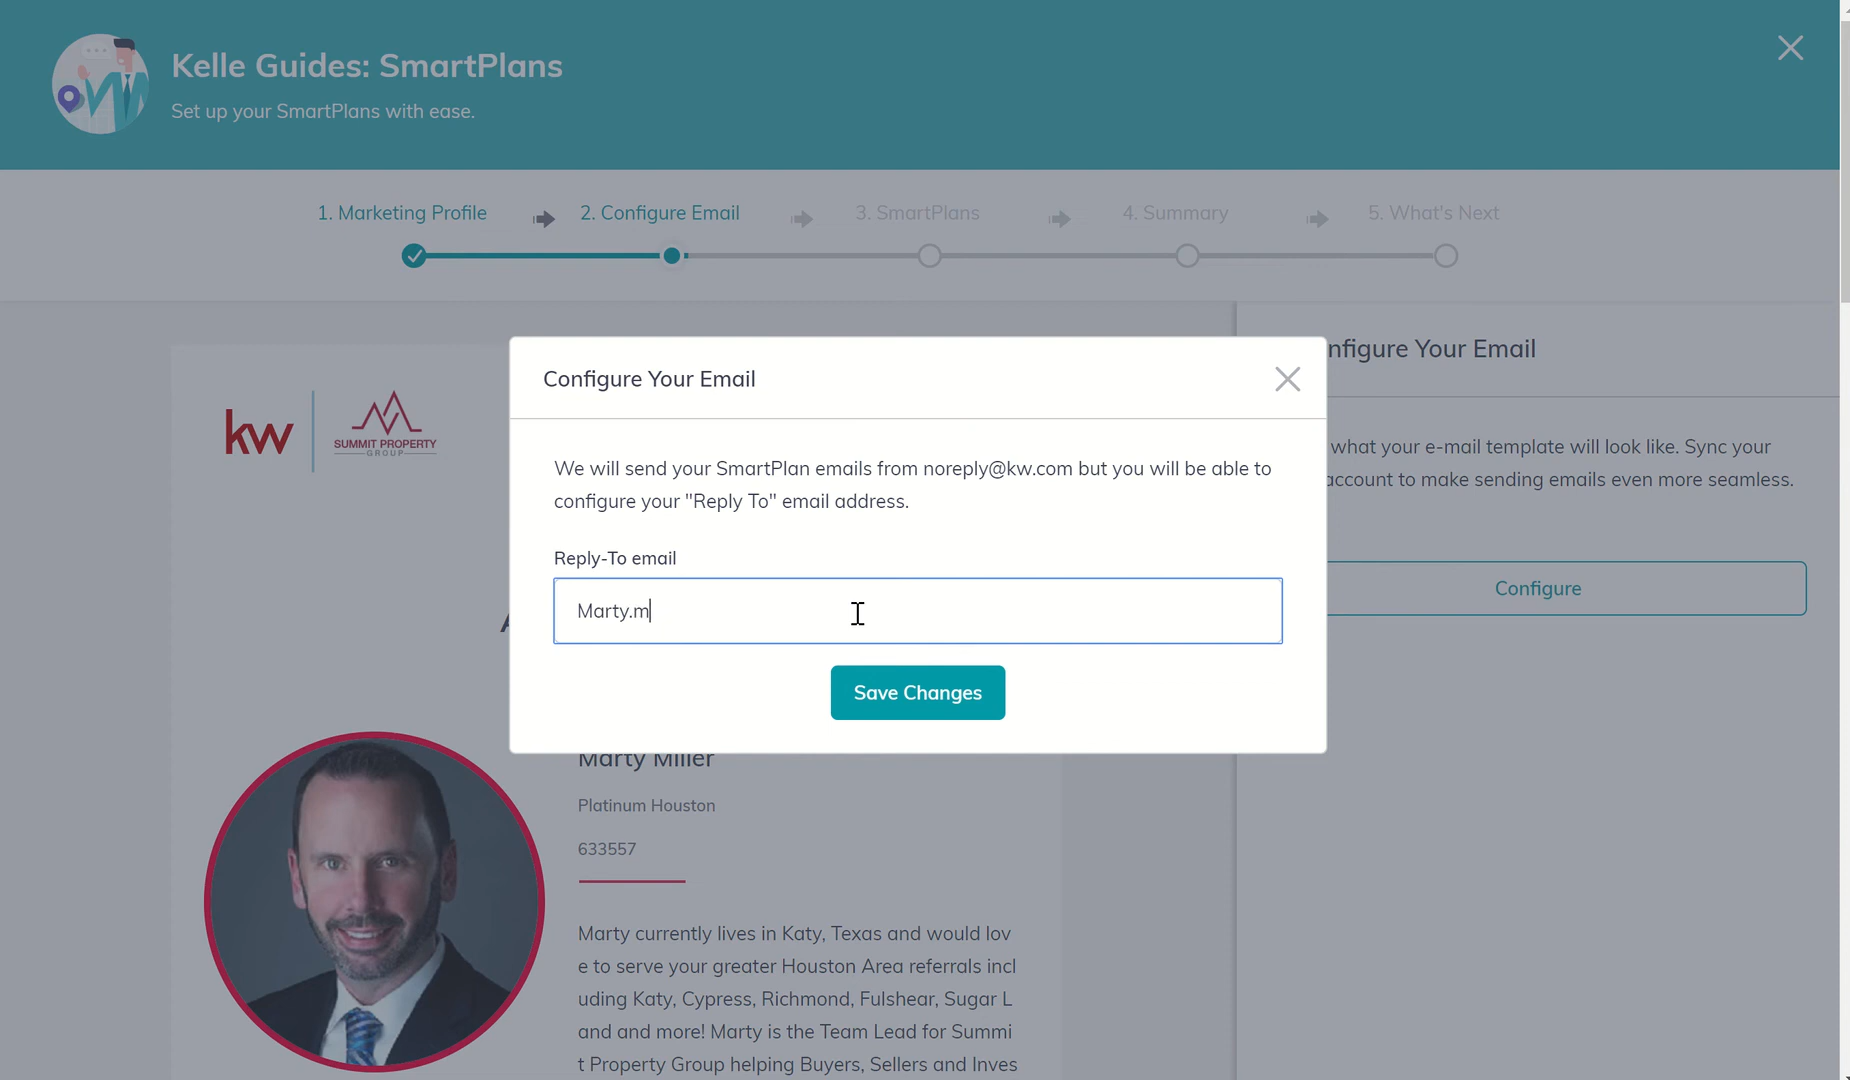 Kelle Guides: SmartPlans
Set up your SmartPlans with ease.
1. Marketing Profile
2. Configure Email
3. SmartPlans
4. Summary
5. What's Next
kw
SUMMIT PROPERTY
GROUP
Configure Your Email
We will send your SmartPlan emails from noreply@kw.com but you will be able to
configure your "Reply To" email address.
Reply-To email
Marty.m
Save Changes
nfigure Your Email
what your e-mail template will look like. Sync your
account to make sending emails even more seamless.
Configure
Marty Miller
Platinum Houston
633557
Marty currently lives in Katy, Texas and would lov
e to serve your greater Houston Area referrals incl
uding Katy, Cypress, Richmond, Fulshear, Sugar L
and and more! Marty is the Team Lead for Summi
t Property Group helping Buyers, Sellers and Inves